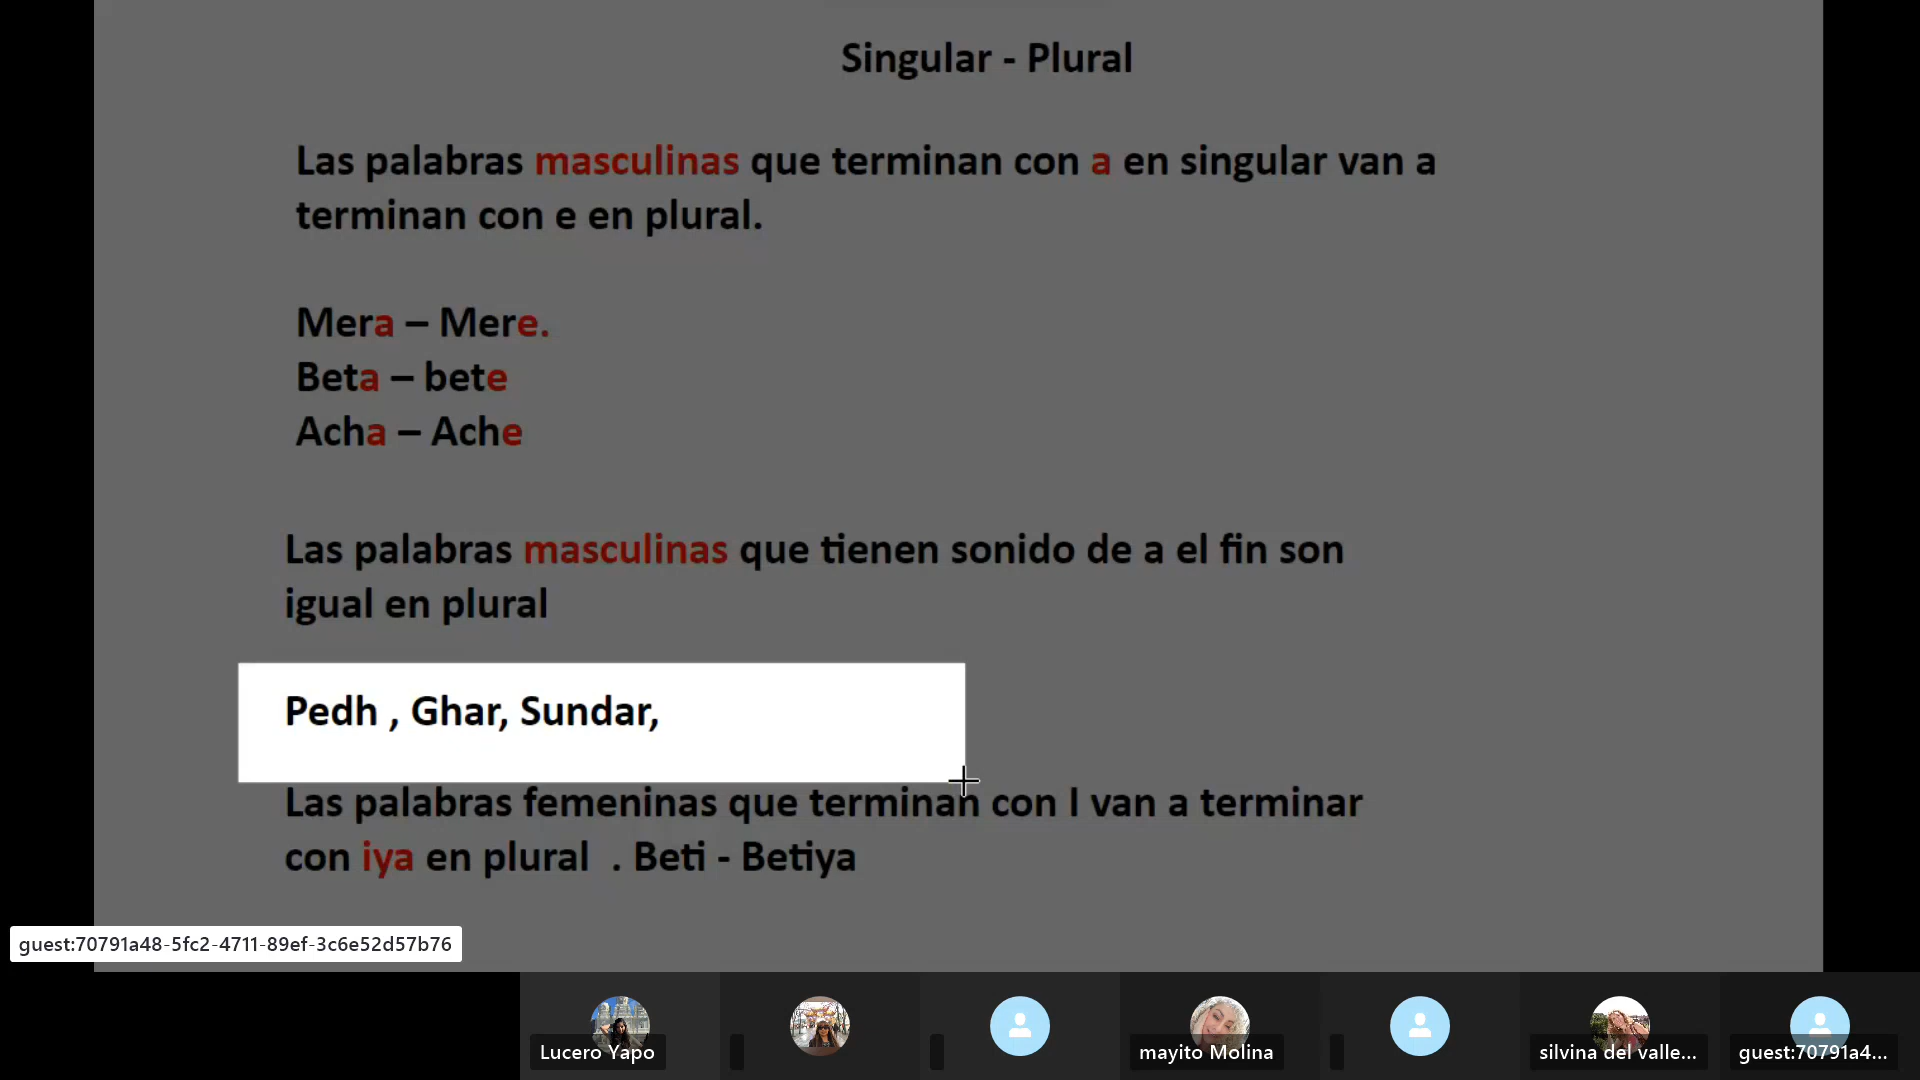 Singular - Plural
Las palabras masculinas que terminan con a en singular van a
terminan con e en plural.
Mera – Mere.
Beta – bete
Acha – Ache
Las palabras masculinas que tienen sonido de a el fin son
igual en plural
Pedh , Ghar, Sundar,
Las palabras femeninas que terminan con I van a terminar
con iya en plural . Beti - Betiya
guest:70791a48-5fc2-4711-89ef-3c6e52d57b76
Lucero Yapo
mayito Molina
silvina del valle...
guest:70791a4...